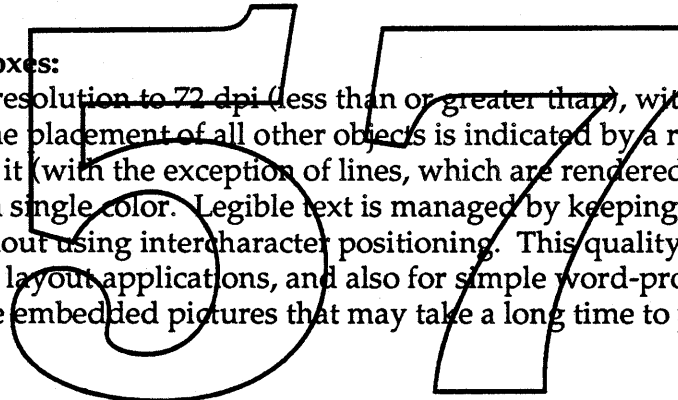 57
oxes:
resolution to 72 dpi (less than or greater than), wit
ne placement of all other objects is indicated by a r
it (with the exception of lines, which are rendered
single color.  Legible text is managed by keeping
out using intercharacter positioning.  This quality
layout applications, and also for simple word-pro
embedded pictures that may take a long time to